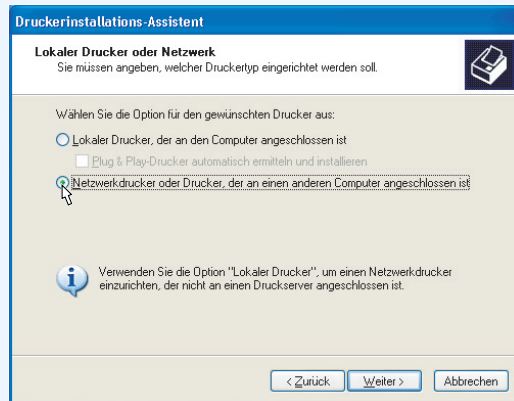 Druckerinstallations-Assistent
Lokaler Drucker oder Netzwerk
Sie müssen angeben, welcher Druckertyp eingerichtet werden soll.
Wählen Sie die Option für den gewünschten Drucker aus:
Lokaler Drucker, der an den Computer angeschlossen ist
Plug & Play-Drucker automatisch ermitteln und installieren
Netzwerkdrucker oder Drucker, der an einen anderen Computer angeschlossen ist
Verwenden Sie die Option "Lokaler Drucker", um einen Netzwerkdrucker
einzurichten, der nicht an einen Druckserver angeschlossen ist.
< Zurück Weiter > Abbrechen